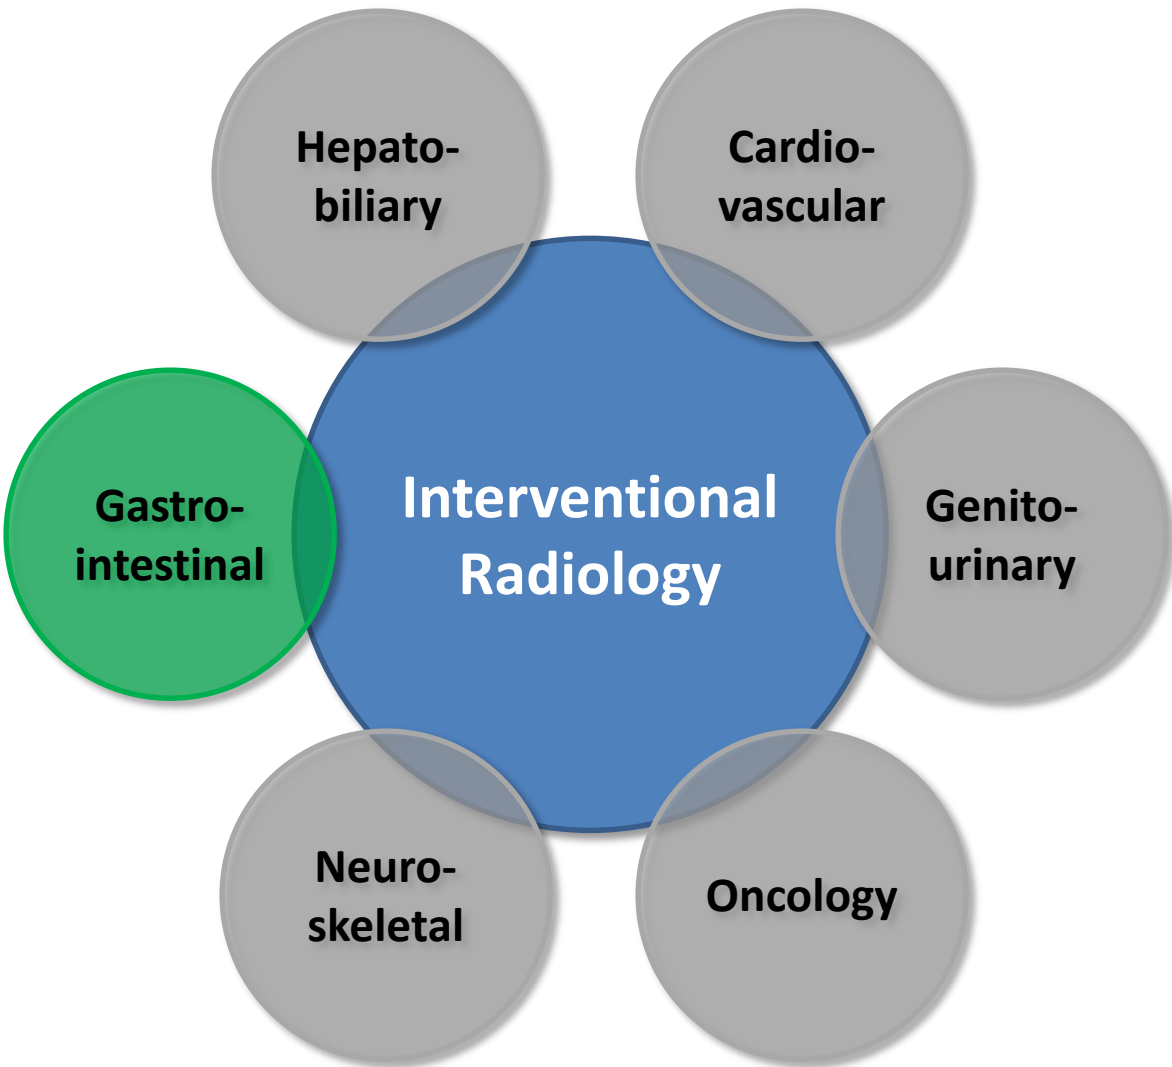 Hepato-
biliary
Cardio-
vascular
Gastro-
intestinal
Interventional
Radiology
Genito-
urinary
Neuro-
skeletal
Oncology